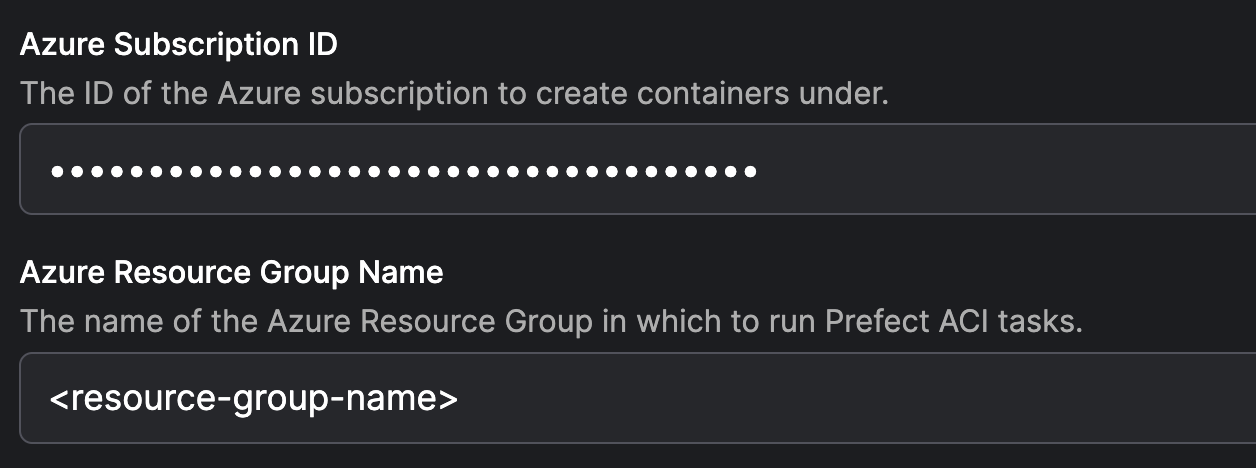 Azure Subscription ID
The ID of the Azure subscription to create containers under.
••••••••••••••••••••••••••••••••••••
Azure Resource Group Name
The name of the Azure Resource Group in which to run Prefect ACI tasks.
<resource-group-name>